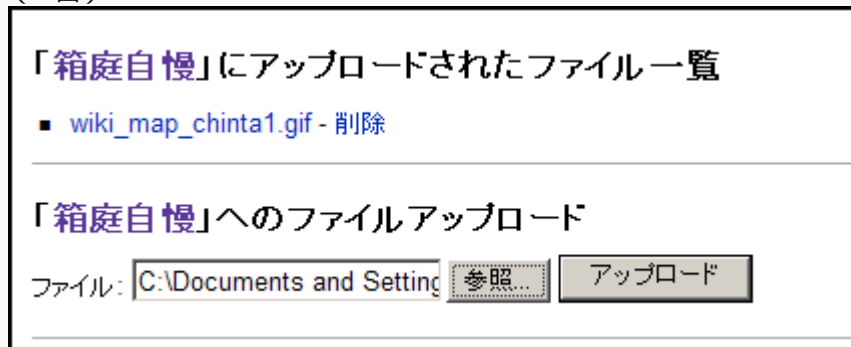 「箱庭自慢」にアップロードされたファイル一覧
wiki_map_chinta1.gif - 削除
「箱庭自慢」へのファイルアップロード
ファイル: C:\Documents and Setting 参照... アップロード